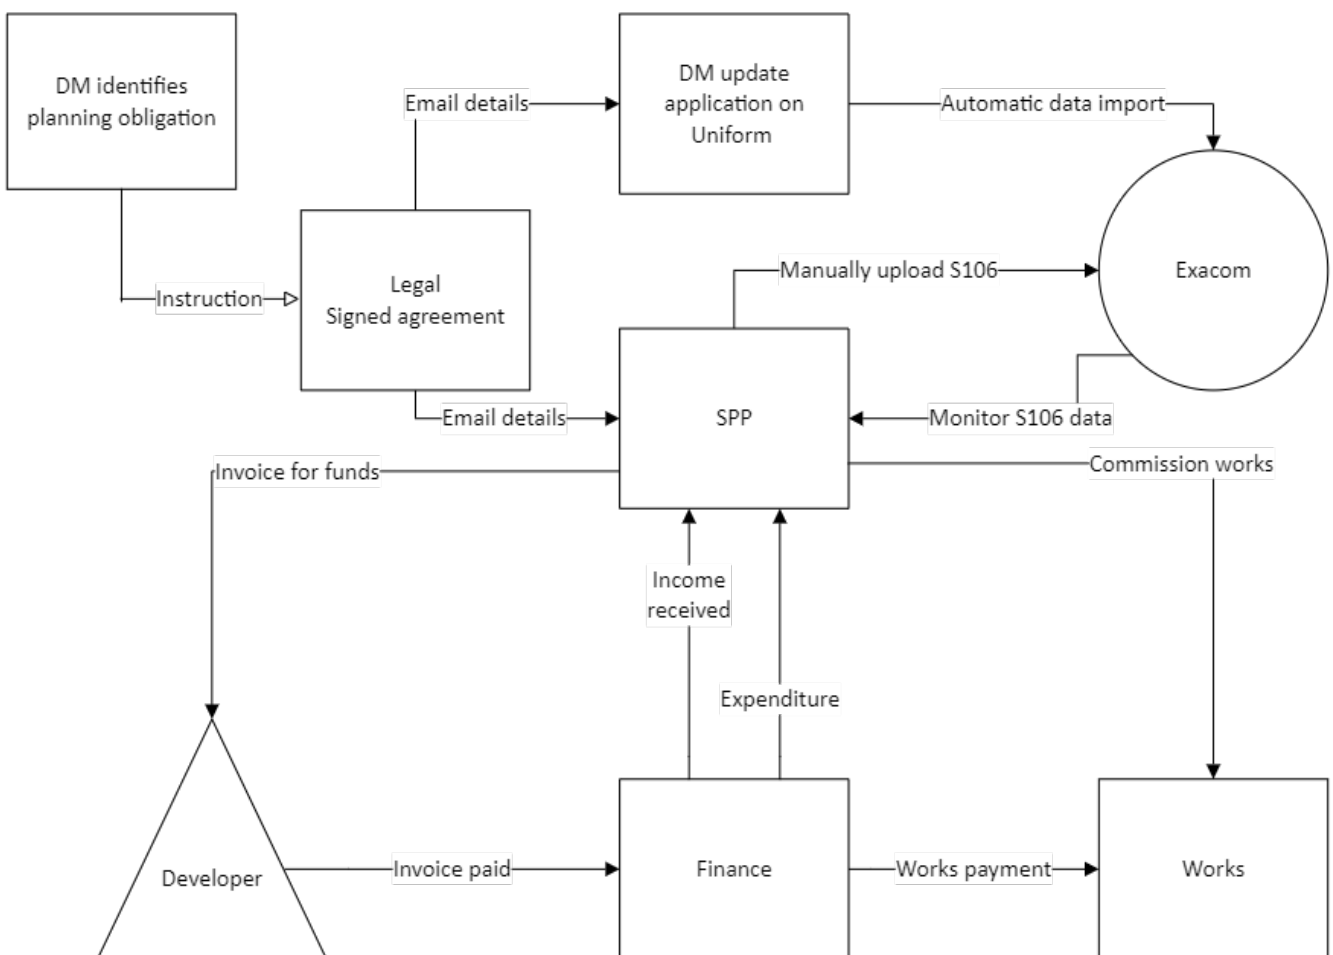 DM identifies
planning obligation
DM update
application on
Uniform
Email details
Automatic data import
Instruction
Legal
Signed agreement
Manually upload S106
Exacom
Email details
SPP
Monitor S106 data
Invoice for funds
Commission works
Income
received
Expenditure
Developer
Invoice paid
Finance
Works payment
Works